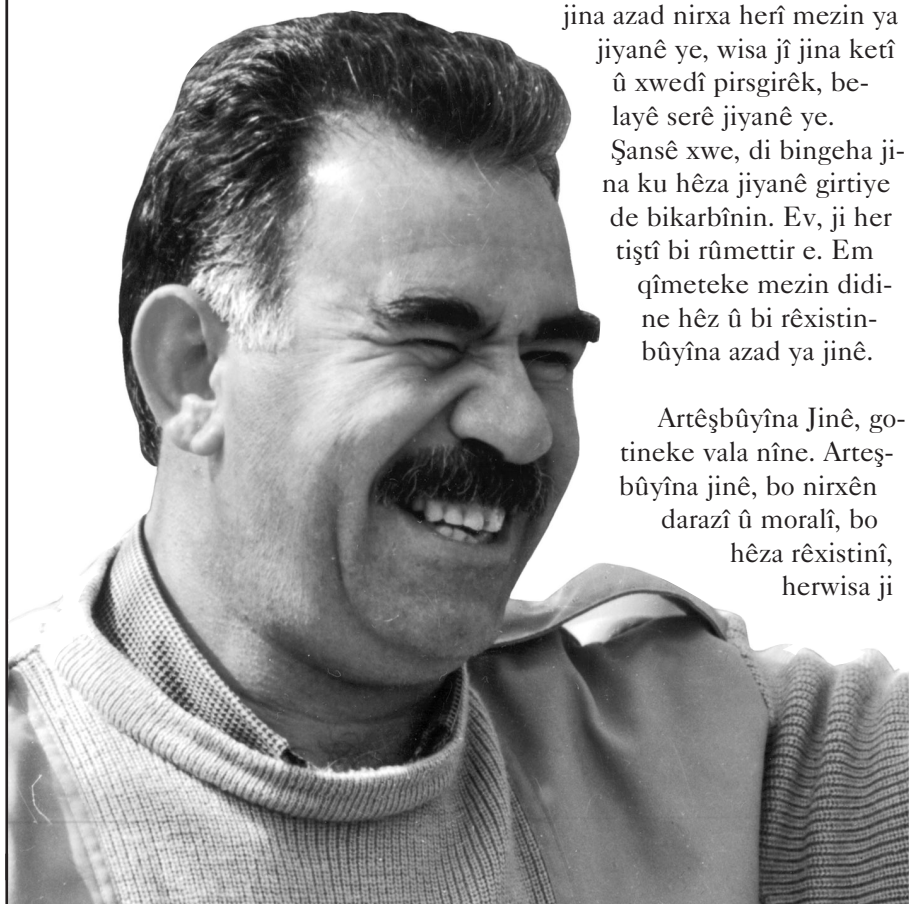 jina azad nirxa herî mezin ya
jiyanê ye, wisa jî jina ketî
û xwedî pirsgirêk, be-
layê serê jiyanê ye.
Şansê xwe, di bingeha ji-
na ku hêza jiyanê girtiye
de bikarbînin. Ev, ji her
tiştî bi rûmettir e. Em
qîmeteke mezin didi-
ne hêz û bi rêxistin-
bûyîna azad ya jinê.
Artêşbûyîna Jinê, go-
tineke vala nîne. Arteş-
bûyîna jinê, bo nirxên
darazî û moralî, bo
hêza rêxistinî,
herwisa ji